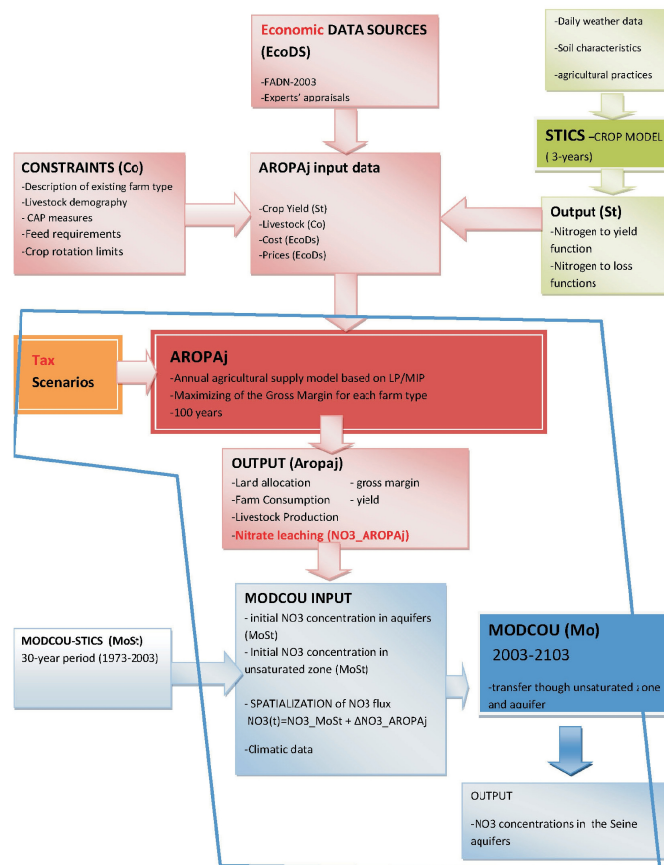 Economic DATA SOURCES
(EcoDS)
-FADN-2003
-Experts' appraisals
-Daily weather data
-Soil characteristics
-agricultural practices
STICS –CROP MODEL
( 3-years)
CONSTRAINTS (Co)
-Description of existing farm type
-Livestock demography
- CAP measures
-Feed requirements
-Crop rotation limits
AROPAj input data
-Crop Yield (St)
-Livestock (Co)
-Cost (EcoDs)
-Prices (EcoDs)
Output (St)
-Nitrogen to yield
function
-Nitrogen to loss
functions
Tax
Scenarios
AROPAj
-Annual agricultural supply model based on LP/MIP
-Maximizing of the Gross Margin for each farm type
-100 years
OUTPUT (Aropaj)
-Land allocation - gross margin
-Farm Consumption - yield
-Livestock Production
-Nitrate leaching (NO3_AROPAj)
MODCOU-STICS (MoSt)
30-year period (1973-2003)
MODCOU INPUT
- initial NO3 concentration in aquifers
(MoSt)
- Initial NO3 concentration in
unsaturated zone (MoSt)
- SPATIALIZATION of NO3 flux
NO3(t)=NO3_MoSt + ΔNO3_AROPAj
-Climatic data
MODCOU (Mo)
2003-2103
-transfer though unsaturated zone
and aquifer
OUTPUT
-NO3 concentrations in the Seine
aquifers